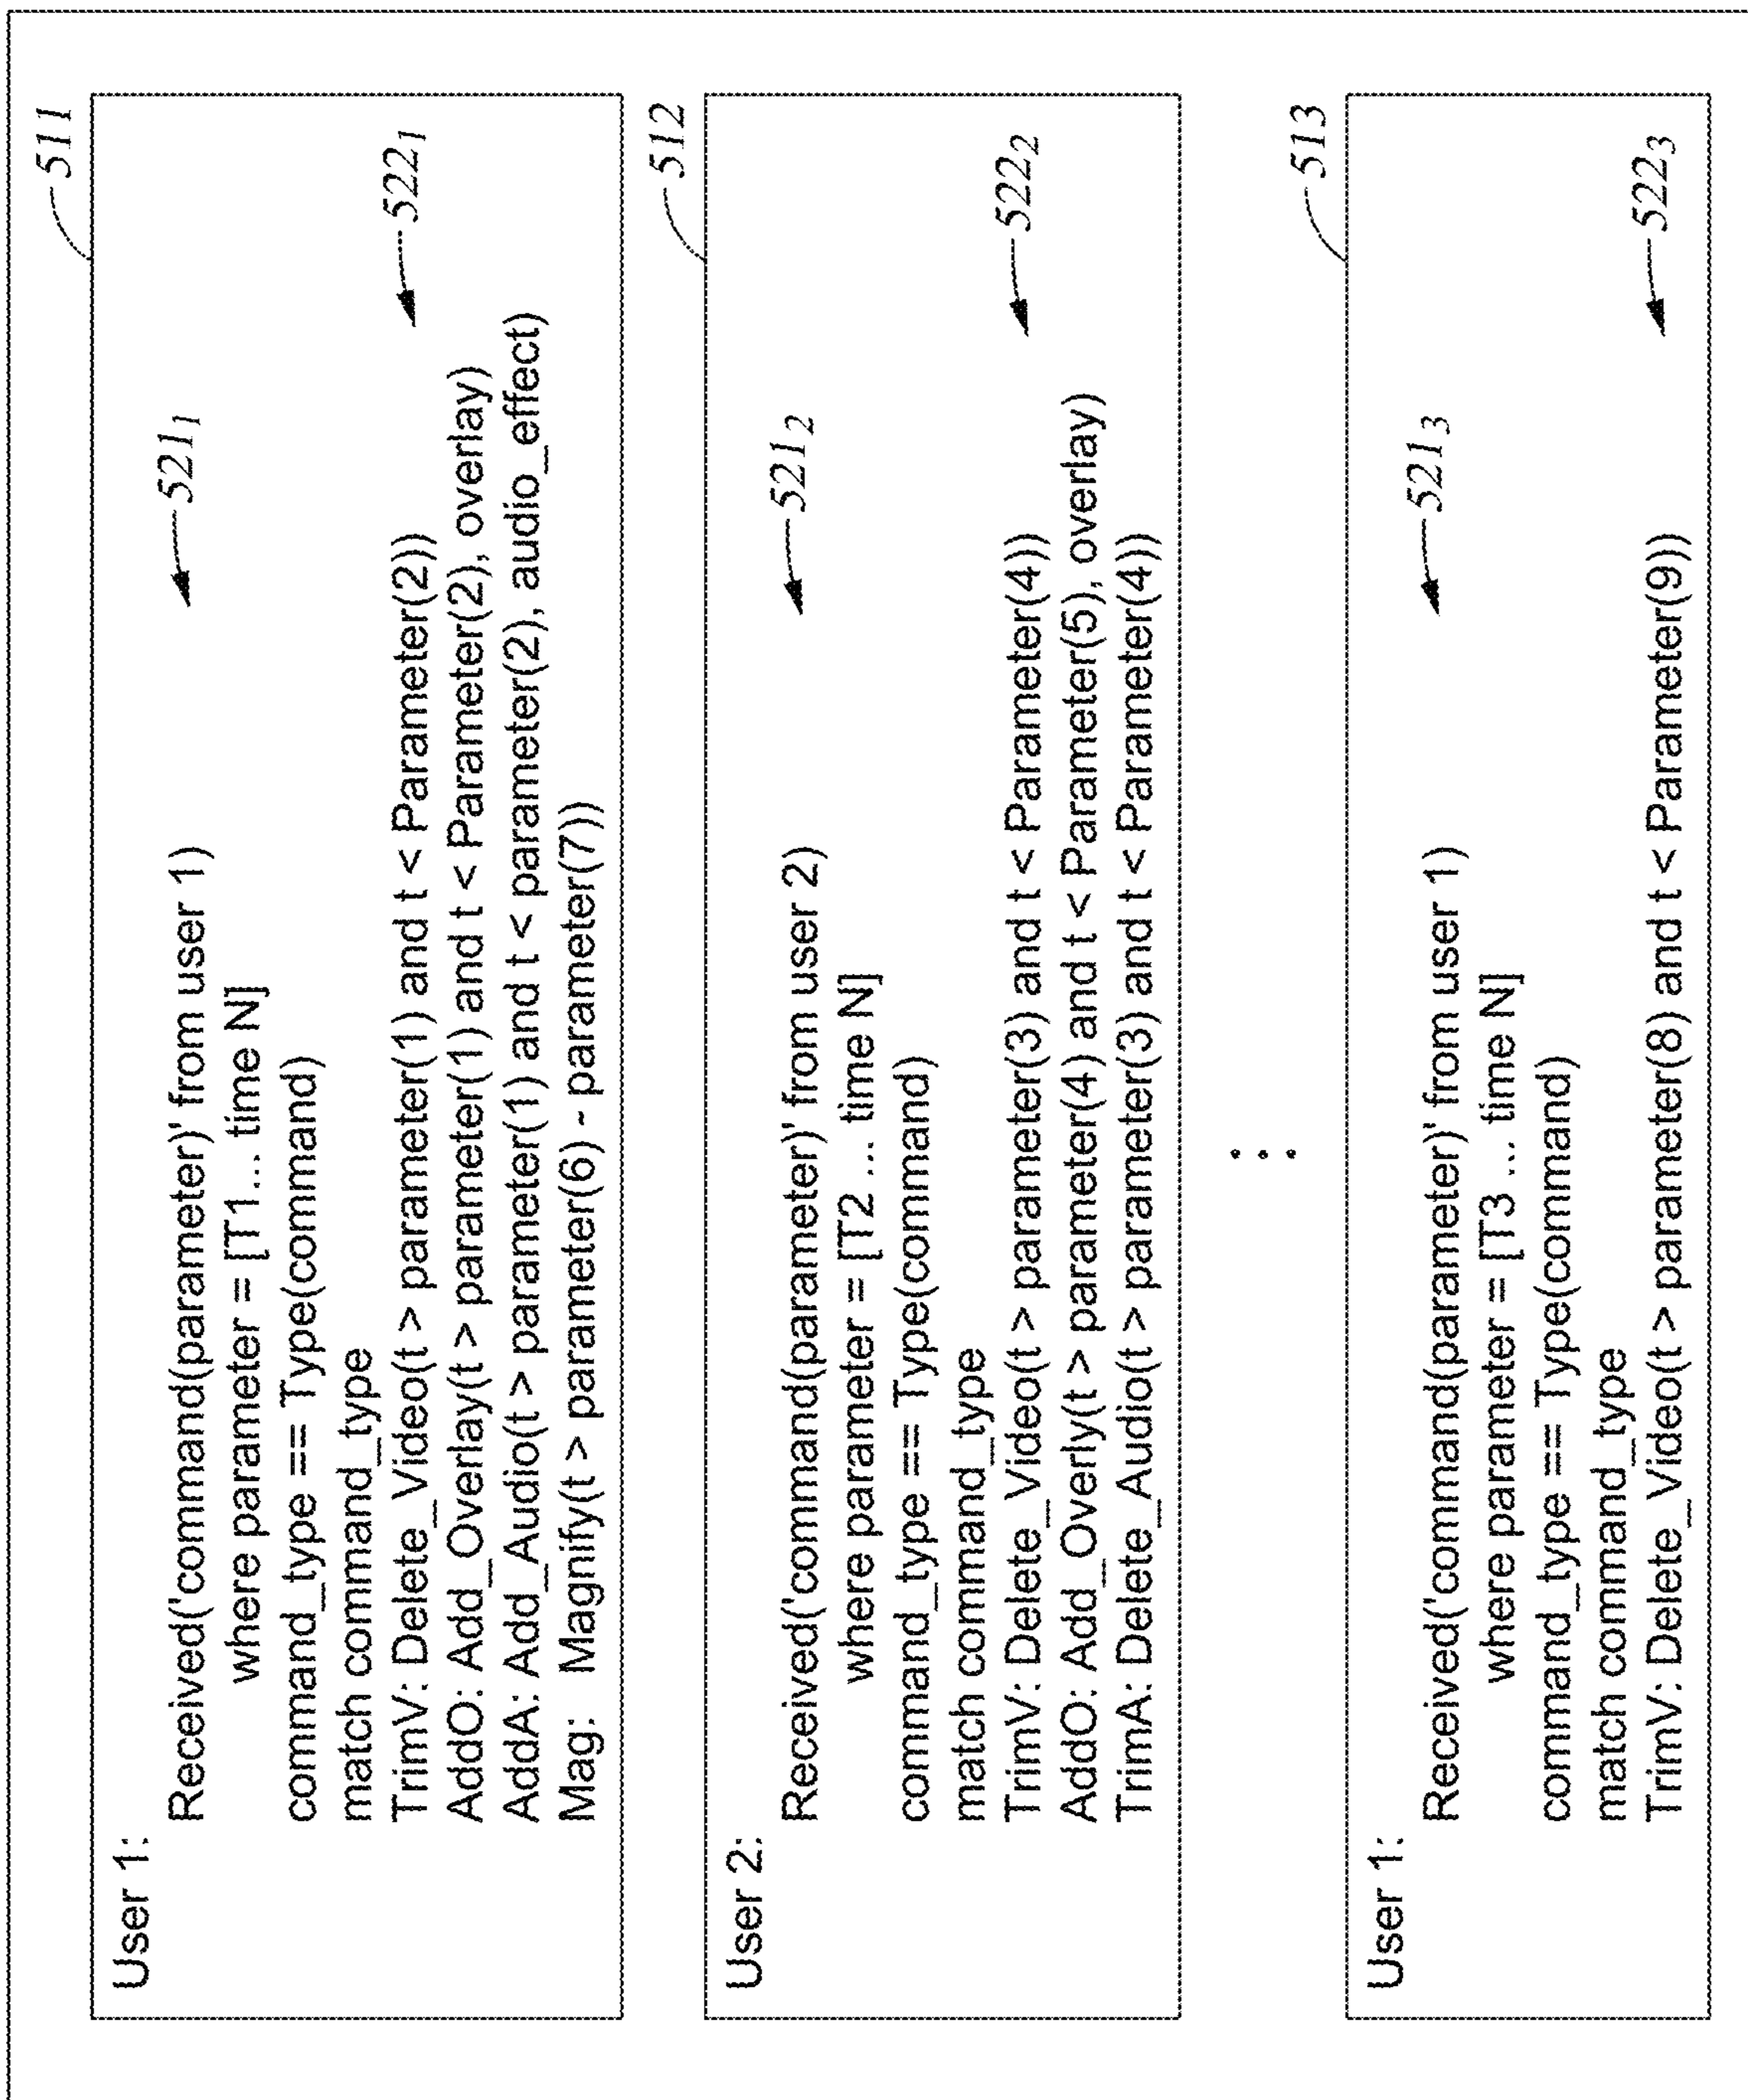 511
User 1:
521₁
Received('command(parameter)' from user 1)
where parameter = [T1... time N]
command_type == Type(command)
match command_type
522₁
TrimV: Delete_Video(t > parameter(1) and t < Parameter(2))
AddO: Add_Overlay(t > parameter(1) and t < Parameter(2), overlay)
AddA: Add_Audio(t > parameter(1) and t < parameter(2), audio_effect)
Mag: Magnify(t > parameter(6) - parameter(7))
512
User 2:
521₂
Received('command(parameter)' from user 2)
where parameter = [T2 ... time N]
command_type == Type(command)
match command_type
522₂
TrimV: Delete_Video(t > parameter(3) and t < Parameter(4))
AddO: Add_Overly(t > parameter(4) and t < Parameter(5), overlay)
TrimA: Delete_Audio(t > parameter(3) and t < Parameter(4))
⋮
513
User 1:
521₃
Received('command(parameter)' from user 1)
where parameter = [T3 ... time N]
command_type == Type(command)
match command_type
522₃
TrimV: Delete_Video(t > parameter(8) and t < Parameter(9))